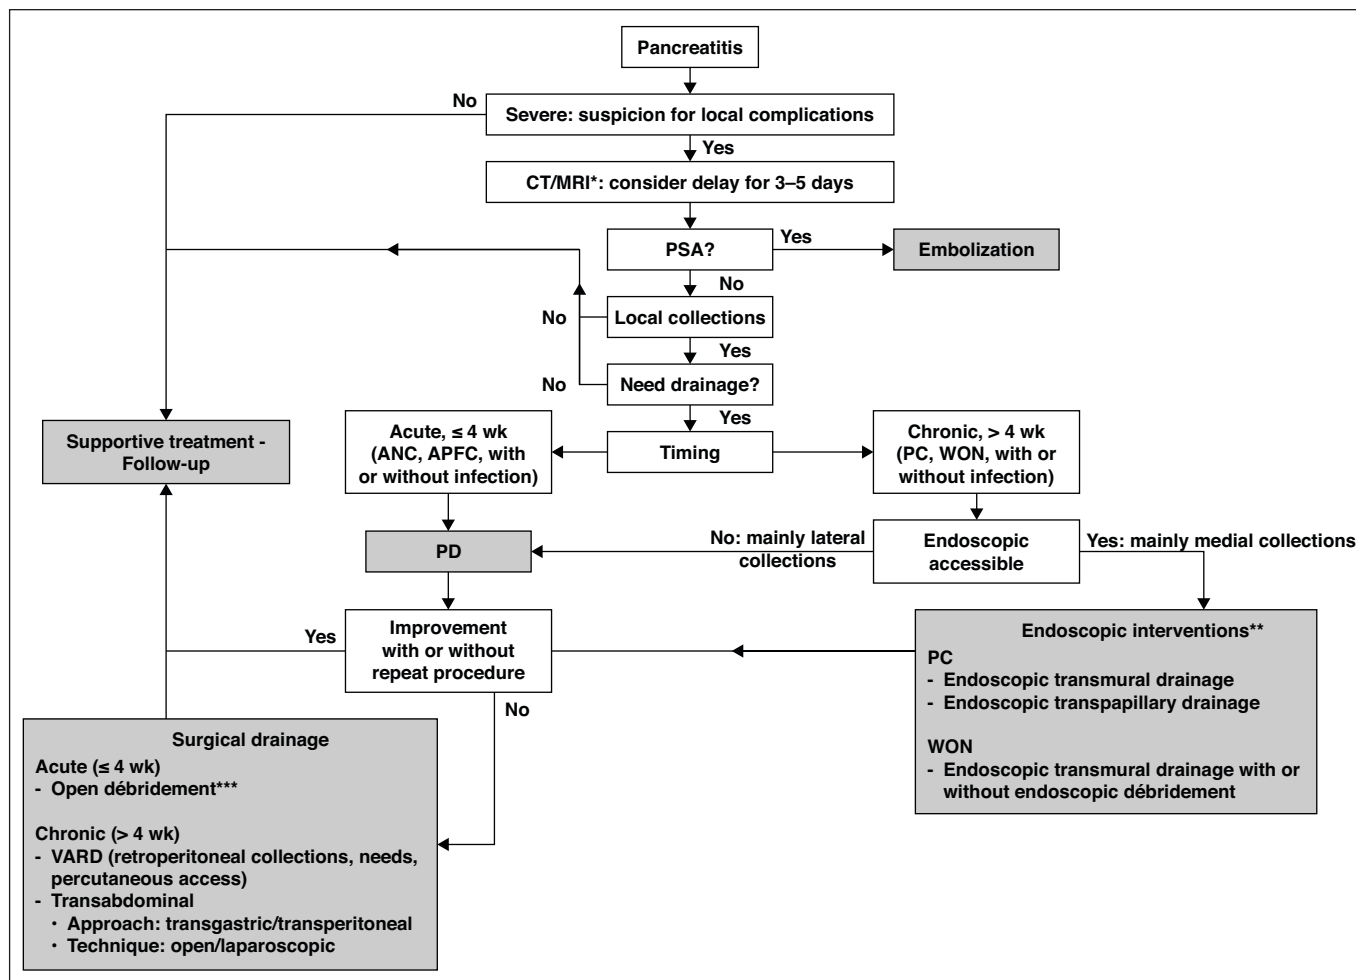 Pancreatitis
No
Severe: suspicion for local complications
Yes
CT/MRI*: consider delay for 3–5 days
PSA?
Yes
Embolization
No
Local collections
No
Yes
Need drainage?
No
Yes
Timing
Acute, ≤ 4 wk
(ANC, APFC, with
or without infection)
Chronic, > 4 wk
(PC, WON, with or
without infection)
Supportive treatment -
Follow-up
PD
No: mainly lateral
collections
Endoscopic
accessible
Yes: mainly medial collections
Yes
Improvement
with or without
repeat procedure
No
Endoscopic interventions**
PC
- Endoscopic transmural drainage
- Endoscopic transpapillary drainage
WON
- Endoscopic transmural drainage with or
without endoscopic débridement
Surgical drainage
Acute (≤ 4 wk)
- Open débridement***
Chronic (> 4 wk)
- VARD (retroperitoneal collections, needs,
percutaneous access)
- Transabdominal
• Approach: transgastric/transperitoneal
• Technique: open/laparoscopic